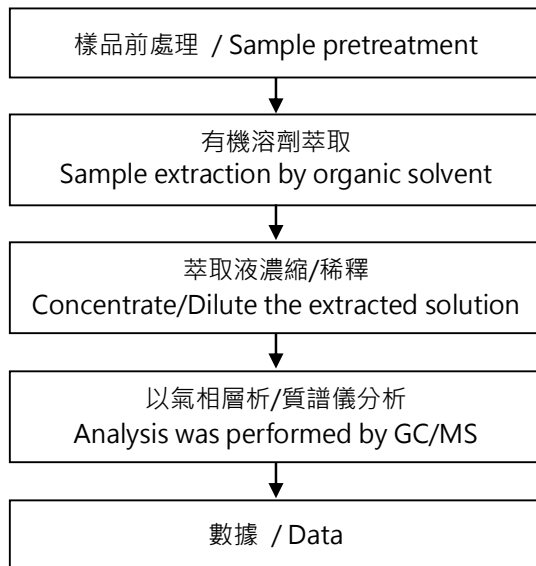 樣品前處理 / Sample pretreatment
有機溶劑萃取
Sample extraction by organic solvent
萃取液濃縮/稀釋
Concentrate/Dilute the extracted solution
以氣相層析/質譜儀分析
Analysis was performed by GC/MS
數據 / Data